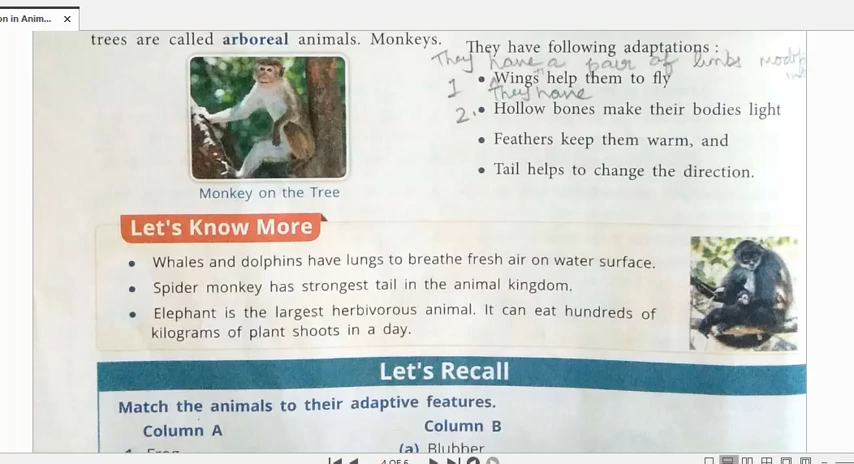 on in Anim... ×
trees are called arboreal animals. Monkeys.
Monkey on the Tree
They have following adaptations :
They have a pair of limbs
1 • Wings help them to fly
They have
2. • Hollow bones make their bodies light
• Feathers keep them warm, and
• Tail helps to change the direction.
Let's Know More
• Whales and dolphins have lungs to breathe fresh air on water surface.
• Spider monkey has strongest tail in the animal kingdom.
• Elephant is the largest herbivorous animal. It can eat hundreds of
kilograms of plant shoots in a day.
Let's Recall
Match the animals to their adaptive features.
Column A
Column B
1. Frog
(a) Blubber
4 OF 6